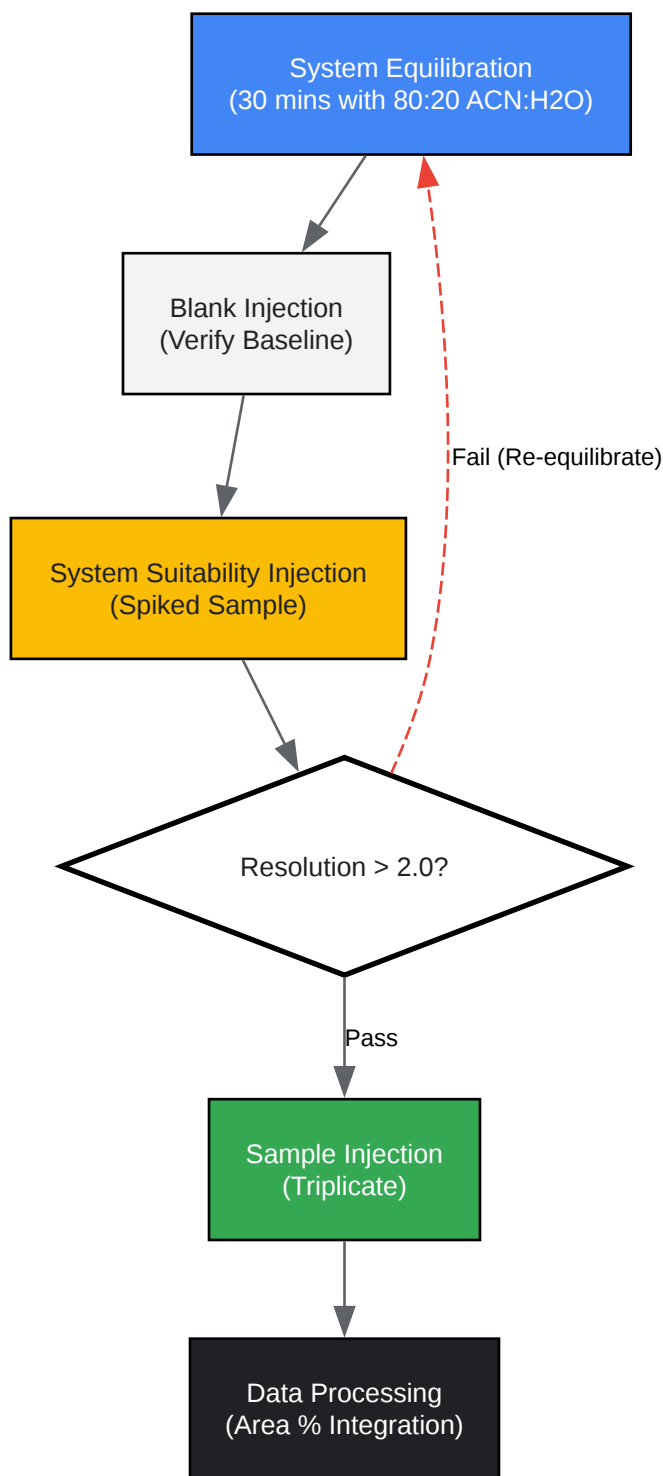 System Equilibration
(30 mins with 80:20 ACN:H2O)
Blank Injection
(Verify Baseline)
Fail (Re-equilibrate)
System Suitability Injection
(Spiked Sample)
Resolution > 2.0?
Pass
Sample Injection
(Triplicate)
Data Processing
(Area % Integration)